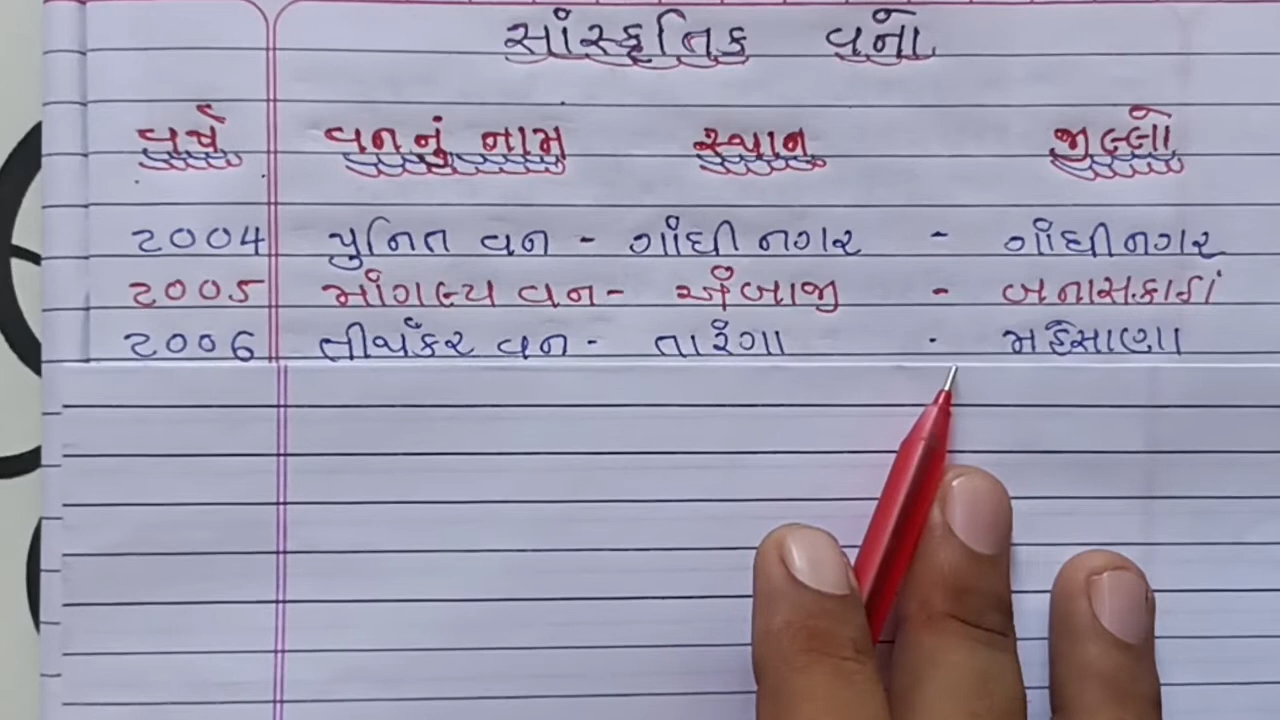 સાંસ્કૃતિક વનો
વર્ષ વનનું નામ સ્થાન જીલ્લો
2004 પુનિત વન - ગાંધીનગર - ગાંધીનગર
2005 માંગલ્ય વન - અંબાજી - બનાસકાઠાં
2006 તીર્થંકર વન - તારંગા - મહેસાણા